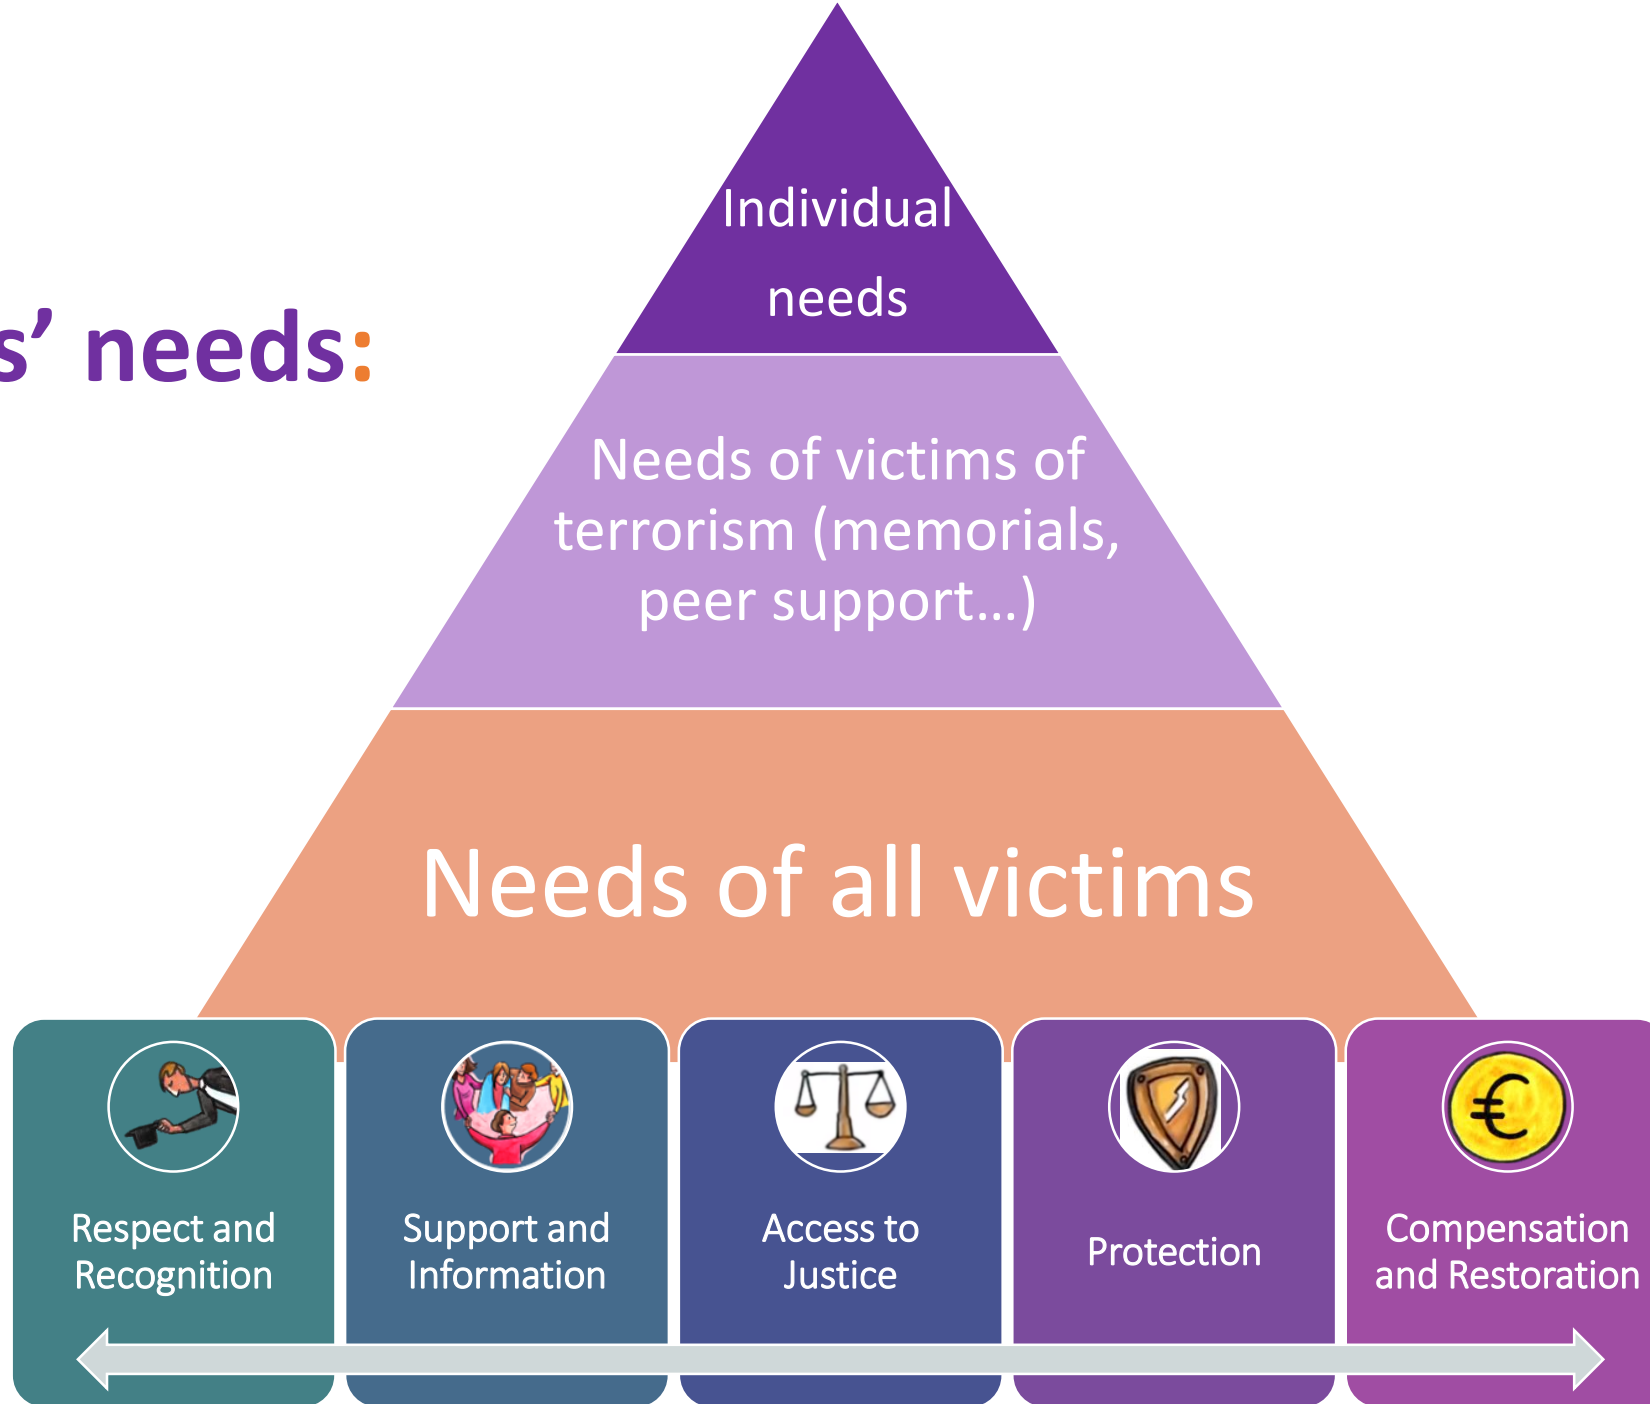 Individual
needs
s’ needs:
Needs of victims of
terrorism (memorials,
peer support…)
Needs of all victims
Respect and
Recognition
Support and
Information
Access to
Justice
Protection
Compensation
and Restoration